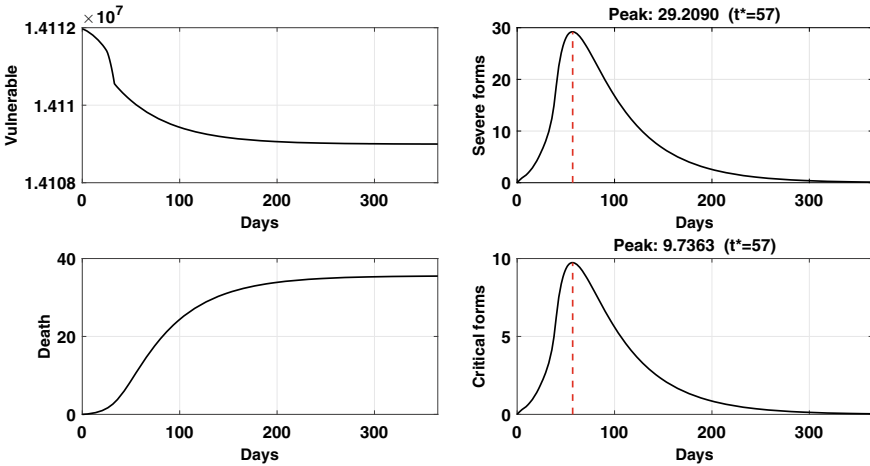 × 10^7
1.4112
1.411
1.4108
Vulnerable
0 100 200 300
Days
Peak: 29.2090 (t*=57)
30
20
10
0
Severe forms
0 100 200 300
Days
40
20
0
Death
0 100 200 300
Days
Peak: 9.7363 (t*=57)
10
5
0
Critical forms
0 100 200 300
Days